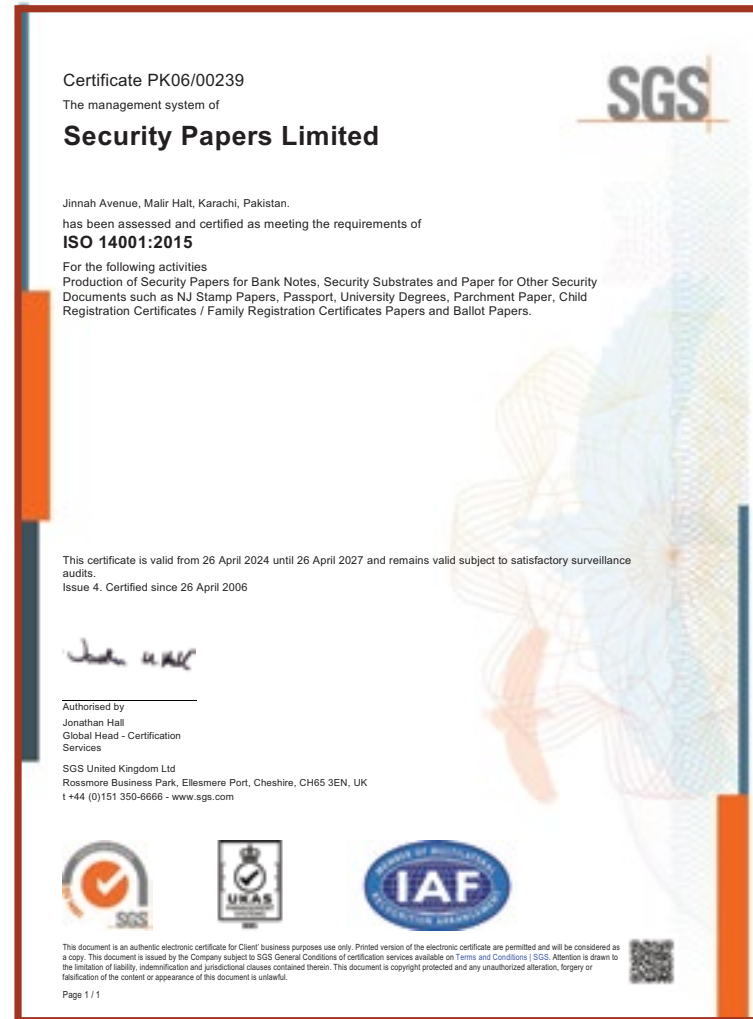 Certificate PK06/00239
SGS
The management system of
Security Papers Limited
Jinnah Avenue, Malir Halt, Karachi, Pakistan.
has been assessed and certified as meeting the requirements of
ISO 14001:2015
For the following activities
Production of Security Papers for Bank Notes, Security Substrates and Paper for Other Security
Documents such as NJ Stamp Papers, Passport, University Degrees, Parchment Paper, Child
Registration Certificates / Family Registration Certificates Papers and Ballot Papers.
This certificate is valid from 26 April 2024 until 26 April 2027 and remains valid subject to satisfactory surveillance
audits.
Issue 4. Certified since 26 April 2006
Authorised by
Jonathan Hall
Global Head - Certification
Services
SGS United Kingdom Ltd
Rossmore Business Park, Ellesmere Port, Cheshire, CH65 3EN, UK
t +44 (0)151 350-6666 - www.sgs.com
SGS
UKAS
MANAGEMENT
SYSTEMS
MEMBER OF MULTILATERAL
IAF
RECOGNITION ARRANGEMENT
This document is an authentic electronic certificate for Client' business purposes use only. Printed version of the electronic certificate are permitted and will be considered as
a copy. This document is issued by the Company subject to SGS General Conditions of certification services available on Terms and Conditions | SGS. Attention is drawn to
the limitation of liability, indemnification and jurisdictional clauses contained therein. This document is copyright protected and any unauthorized alteration, forgery or
falsification of the content or appearance of this document is unlawful.
Page 1 / 1